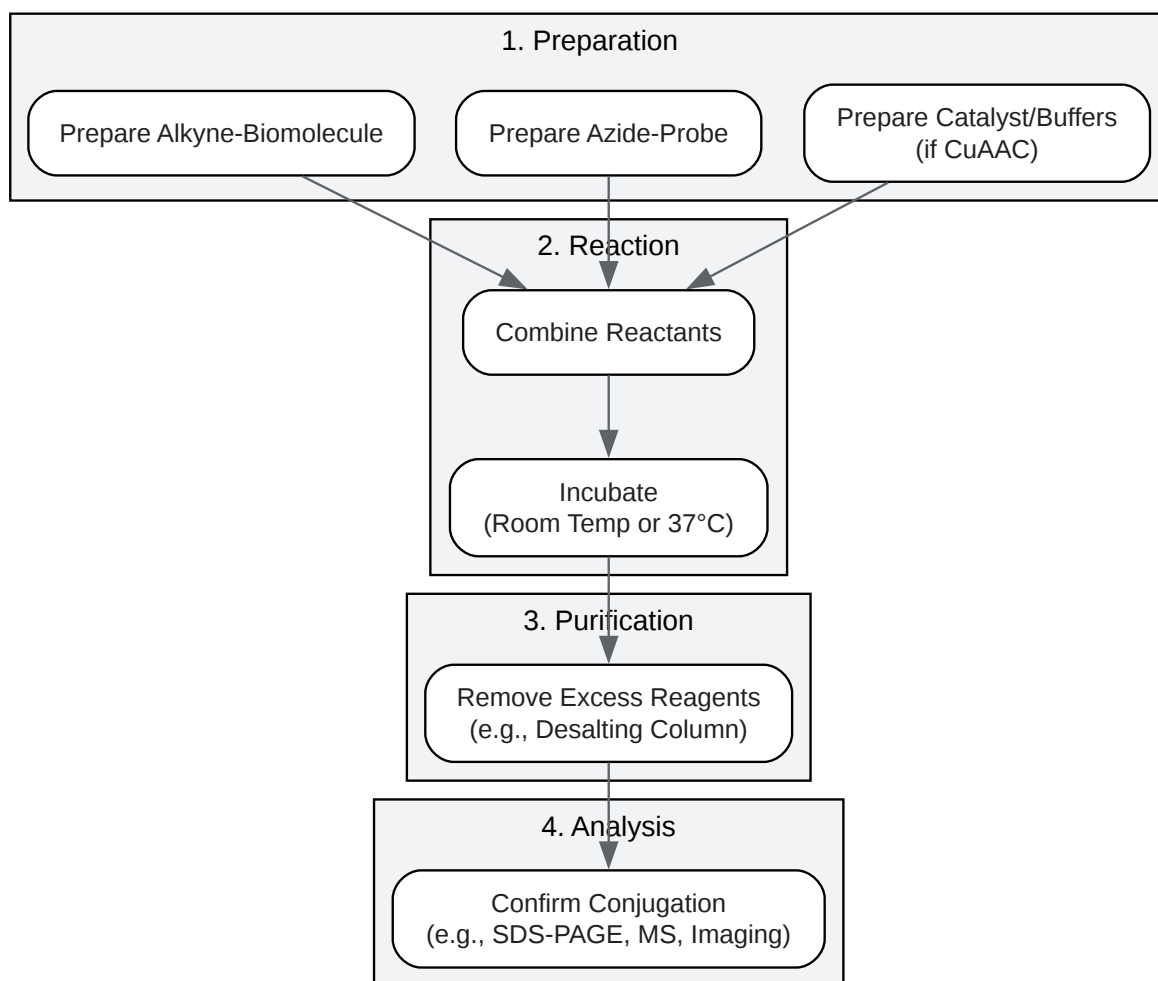 1. Preparation
Prepare Alkyne-Biomolecule
Prepare Azide-Probe
Prepare Catalyst/Buffers
(if CuAAC)
2. Reaction
Combine Reactants
Incubate
(Room Temp or 37°C)
3. Purification
Remove Excess Reagents
(e.g., Desalting Column)
4. Analysis
Confirm Conjugation
(e.g., SDS-PAGE, MS, Imaging)